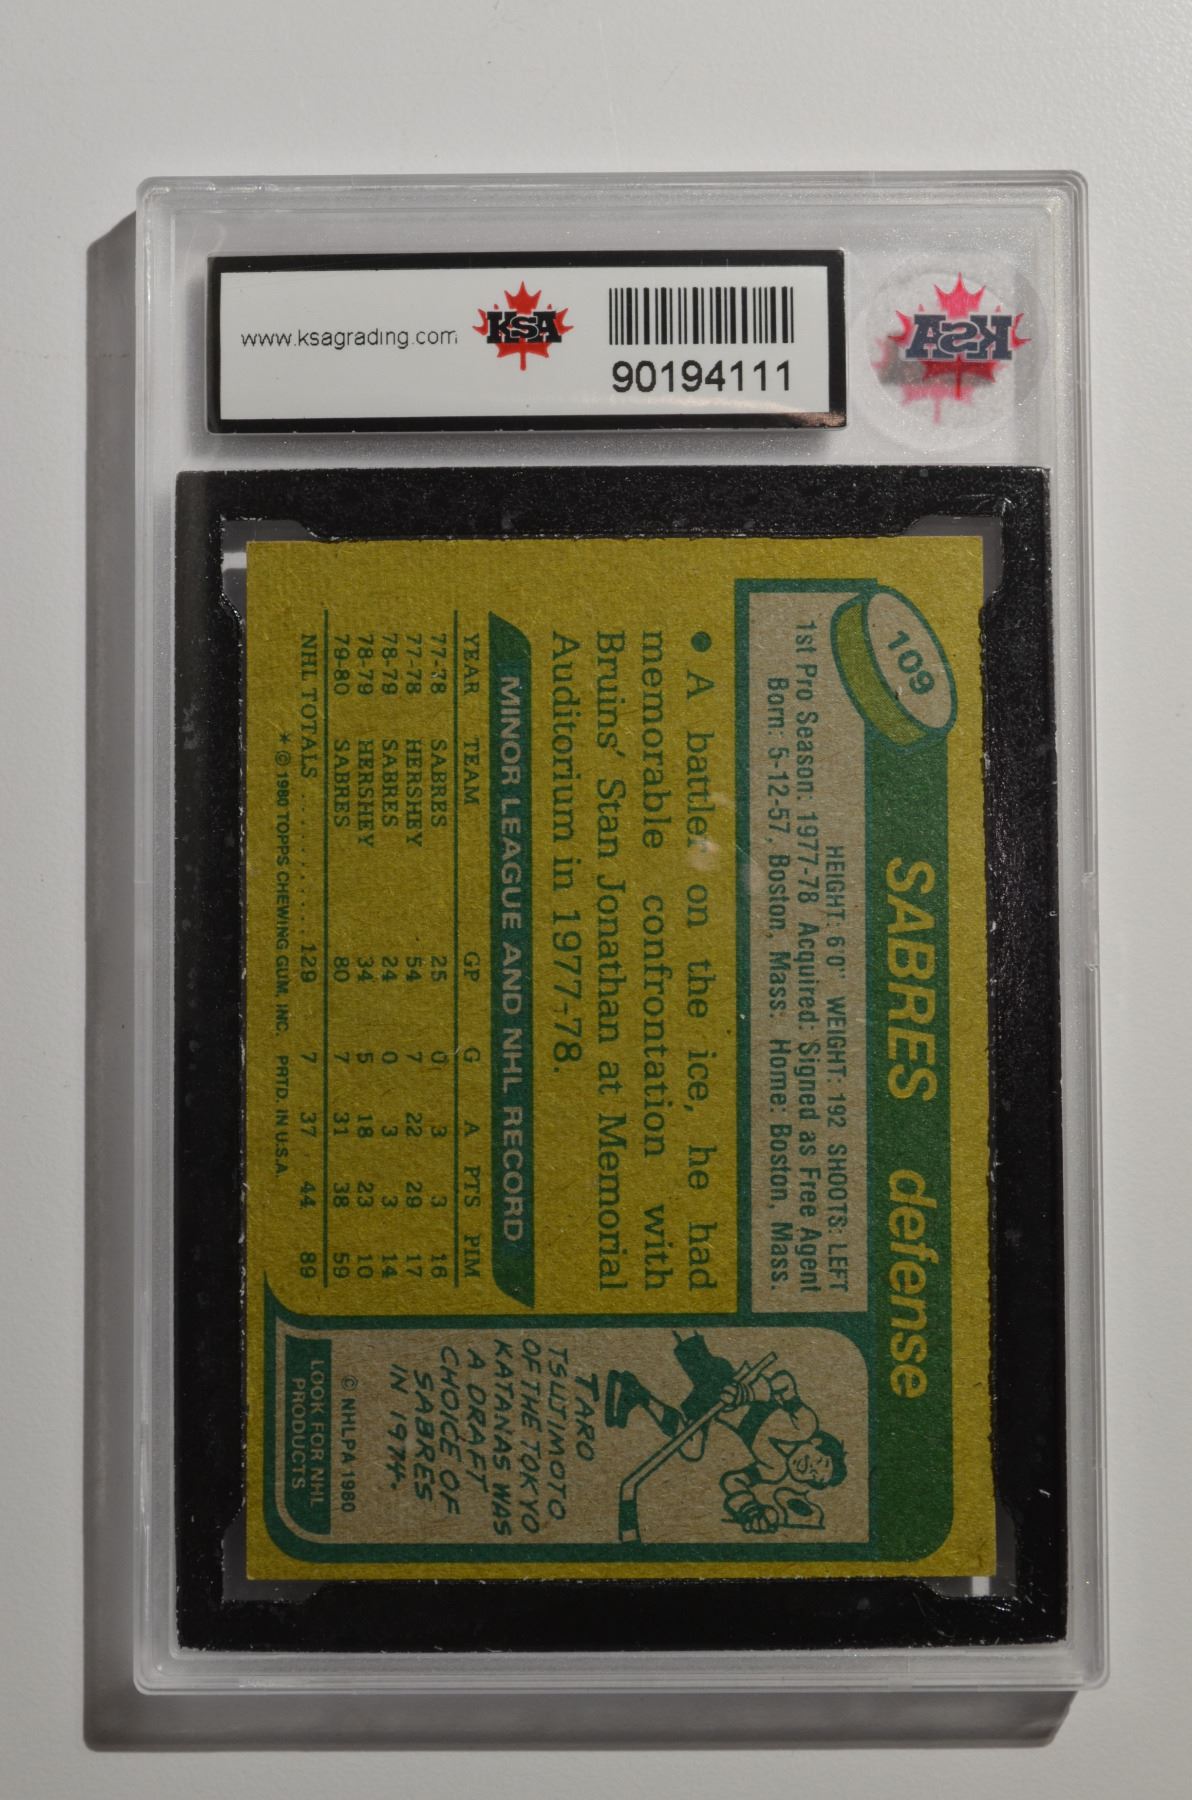 www.ksagrading.com
KSA
90194111
KSA
109
SABRES defense
HEIGHT: 6'0" WEIGHT: 192 SHOOTS: LEFT
1st Pro Season: 1977-78 Acquired: Signed as Free Agent
Born: 5-12-57, Boston, Mass. Home: Boston, Mass.
• A battler on the ice, he had
memorable confrontation with
Bruins' Stan Jonathan at Memorial
Auditorium in 1977-78.
MINOR LEAGUE AND NHL RECORD
YEAR TEAM GP G A PTS PIM
77-78 SABRES 25 0 3 3 16
77-78 HERSHEY 54 7 22 29 17
78-79 SABRES 24 0 3 3 14
78-79 HERSHEY 34 5 18 23 10
79-80 SABRES 80 7 31 38 59
NHL TOTALS .......... 129 7 37 44 89
* © 1980 TOPPS CHEWING GUM, INC. PRTD. IN U.S.A.
TARO
TSUTIMOTO
OF THE TOKYO
KATANAS WAS
A DRAFT
CHOICE OF
SABRES
IN 1974.
© NHLPA 1980
LOOK FOR NHL
PRODUCTS